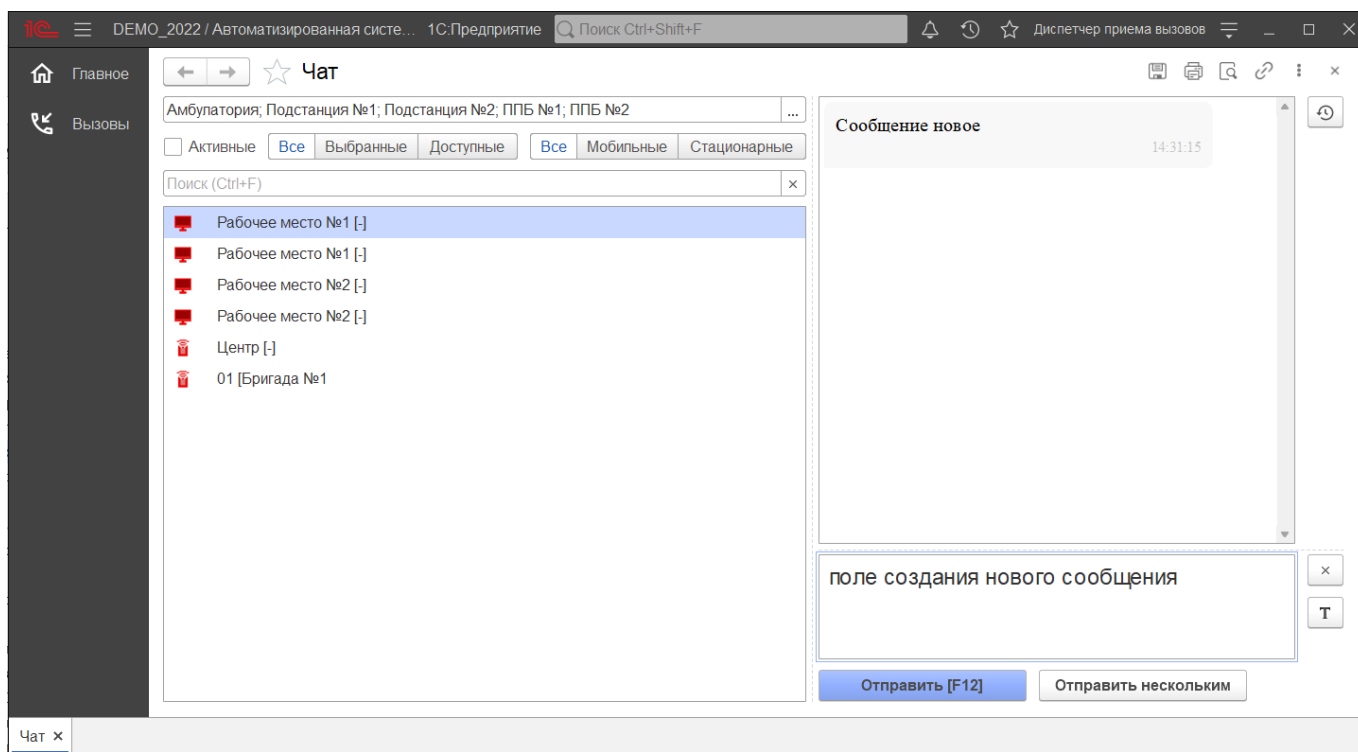 1С DEMO_2022 / Автоматизированная систе... 1С:Предприятие Поиск Ctrl+Shift+F Диспетчер приема вызовов
Главное
Вызовы
Чат
Амбулатория; Подстанция №1; Подстанция №2; ППБ №1; ППБ №2 ...
Активные Все Выбранные Доступные Все Мобильные Стационарные
Поиск (Ctrl+F) ×
Рабочее место №1 [-]
Рабочее место №1 [-]
Рабочее место №2 [-]
Рабочее место №2 [-]
Центр [-]
01 [Бригада №1
Сообщение новое
14:31:15
поле создания нового сообщения
T
Отправить [F12] Отправить нескольким
Чат ×